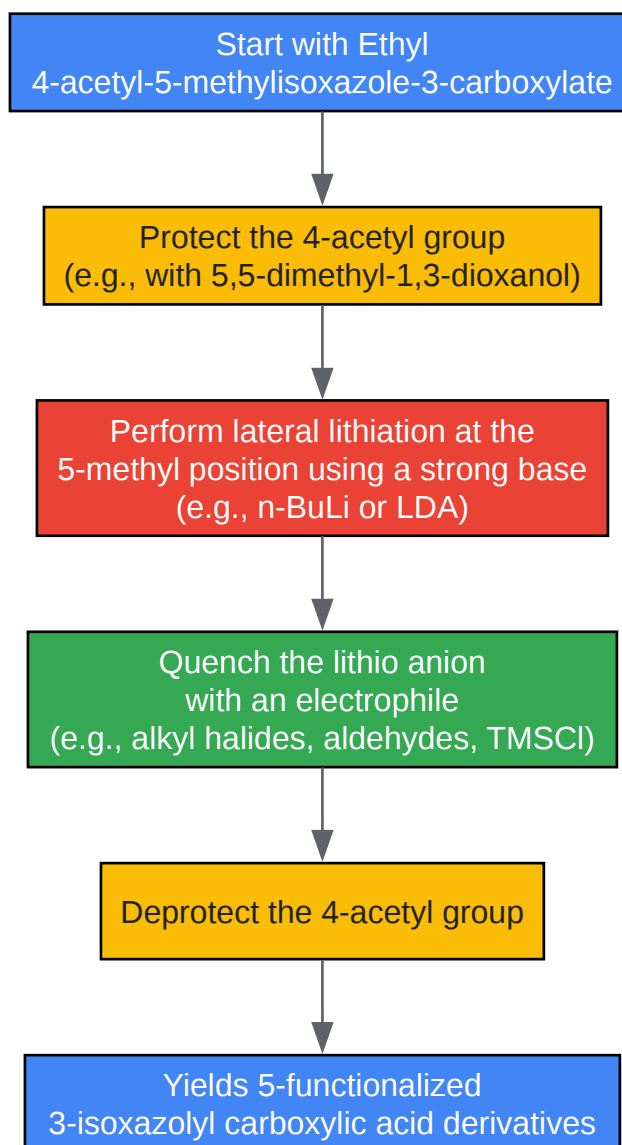 Start with Ethyl
4-acetyl-5-methylisoxazole-3-carboxylate
Protect the 4-acetyl group
(e.g., with 5,5-dimethyl-1,3-dioxanol)
Perform lateral lithiation at the
5-methyl position using a strong base
(e.g., n-BuLi or LDA)
Quench the lithio anion
with an electrophile
(e.g., alkyl halides, aldehydes, TMSCl)
Deprotect the 4-acetyl group
Yields 5-functionalized
3-isoxazolyl carboxylic acid derivatives